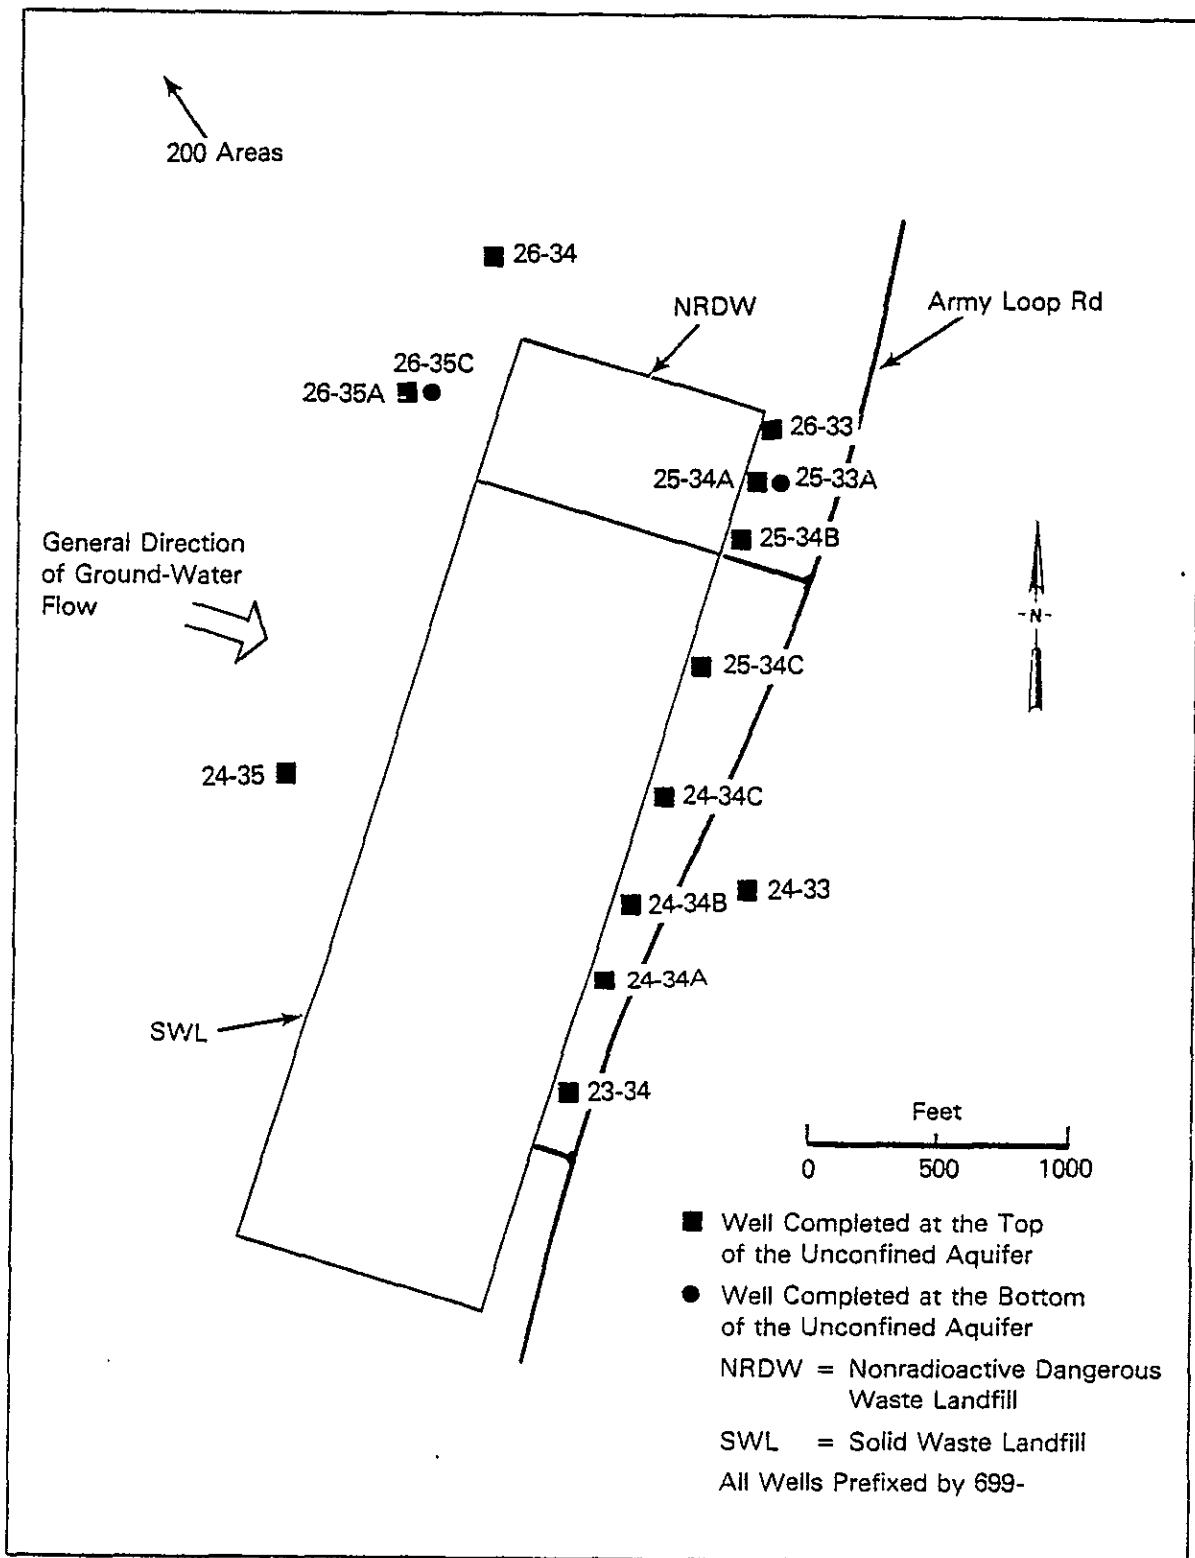 200 Areas
26-34
NRDW
Army Loop Rd
26-35C
26-35A
26-33
25-34A
25-33A
25-34B
General Direction
of Ground-Water
Flow
-N-
25-34C
24-35
24-34C
24-33
24-34B
24-34A
SWL
23-34
Feet
0 500 1000
Well Completed at the Top
of the Unconfined Aquifer
Well Completed at the Bottom
of the Unconfined Aquifer
NRDW = Nonradioactive Dangerous
Waste Landfill
SWL = Solid Waste Landfill
All Wells Prefixed by 699-